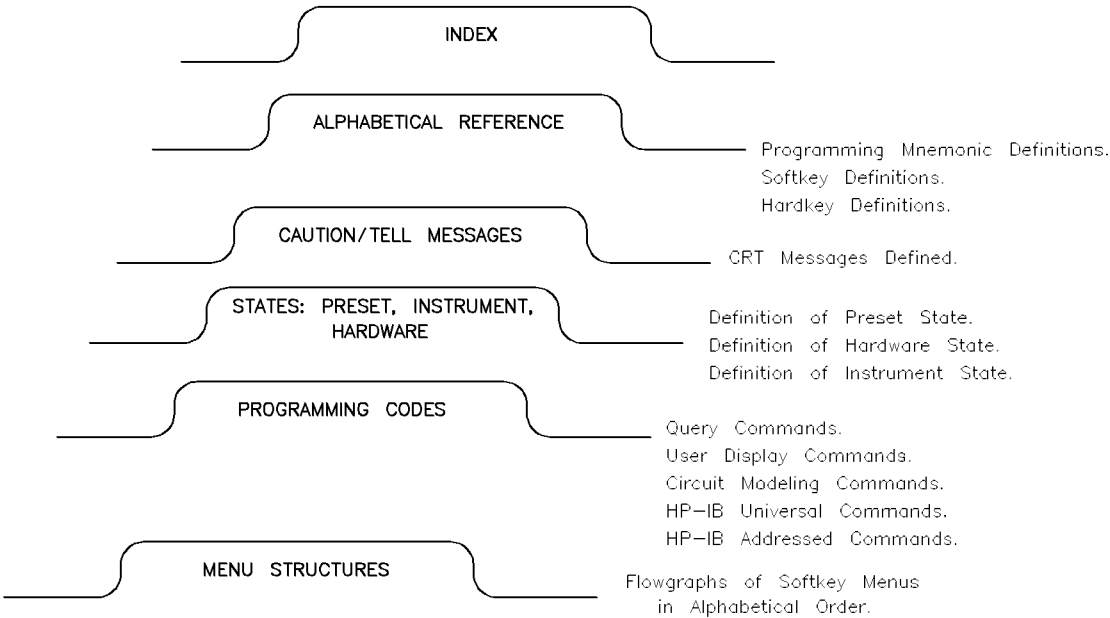 INDEX
ALPHABETICAL REFERENCE
Programming Mnemonic Definitions.
Softkey Definitions.
Hardkey Definitions.
CAUTION/TELL MESSAGES
CRT Messages Defined.
STATES: PRESET, INSTRUMENT,
HARDWARE
Definition of Preset State.
Definition of Hardware State.
Definition of Instrument State.
PROGRAMMING CODES
Query Commands.
User Display Commands.
Circuit Modeling Commands.
HP-IB Universal Commands.
HP-IB Addressed Commands.
MENU STRUCTURES
Flowgraphs of Softkey Menus
in Alphabetical Order.